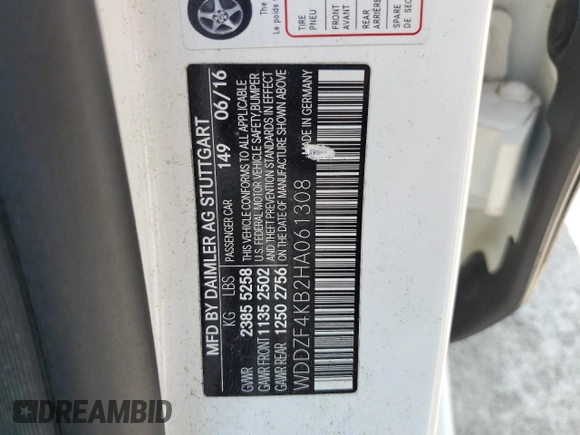 The
Le poids
TIRE
PNEU
FRONT
AVANT
REAR
ARRIÈRE
SPARE
DE SEC
MFD BY DAIMLER AG STUTTGART
KG LBS PASSENGER CAR 149 06/16
GVWR 2385 5258 THIS VEHICLE CONFORMS TO ALL APPLICABLE
GAWR FRONT 1135 2502 U.S. FEDERAL MOTOR VEHICLE SAFETY, BUMPER
AND THEFT PREVENTION STANDARDS IN EFFECT
GAWR REAR 1250 2756 ON THE DATE OF MANUFACTURE SHOWN ABOVE
WDDZF4KB2HA061308 MADE IN GERMANY
DREAMBID